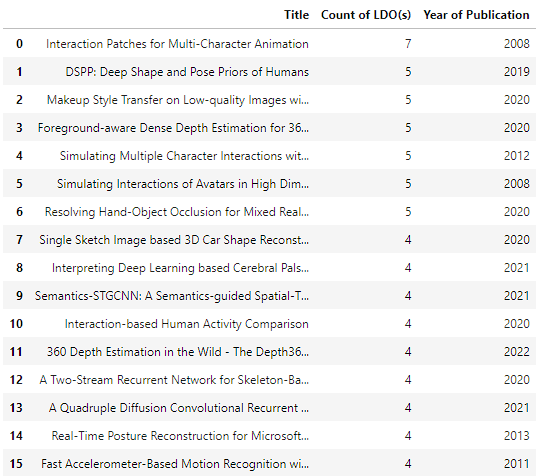 Title Count of LDO(s) Year of Publication
0 Interaction Patches for Multi-Character Animation 7 2008
1 DSPP: Deep Shape and Pose Priors of Humans 5 2019
2 Makeup Style Transfer on Low-quality Images wi... 5 2020
3 Foreground-aware Dense Depth Estimation for 36... 5 2020
4 Simulating Multiple Character Interactions wit... 5 2012
5 Simulating Interactions of Avatars in High Dim... 5 2008
6 Resolving Hand-Object Occlusion for Mixed Real... 5 2020
7 Single Sketch Image based 3D Car Shape Reconst... 4 2020
8 Interpreting Deep Learning based Cerebral Pals... 4 2021
9 Semantics-STGCNN: A Semantics-guided Spatial-T... 4 2021
10 Interaction-based Human Activity Comparison 4 2020
11 360 Depth Estimation in the Wild - The Depth36... 4 2022
12 A Two-Stream Recurrent Network for Skeleton-Ba... 4 2020
13 A Quadruple Diffusion Convolutional Recurrent ... 4 2021
14 Real-Time Posture Reconstruction for Microsoft... 4 2013
15 Fast Accelerometer-Based Motion Recognition wi... 4 2011